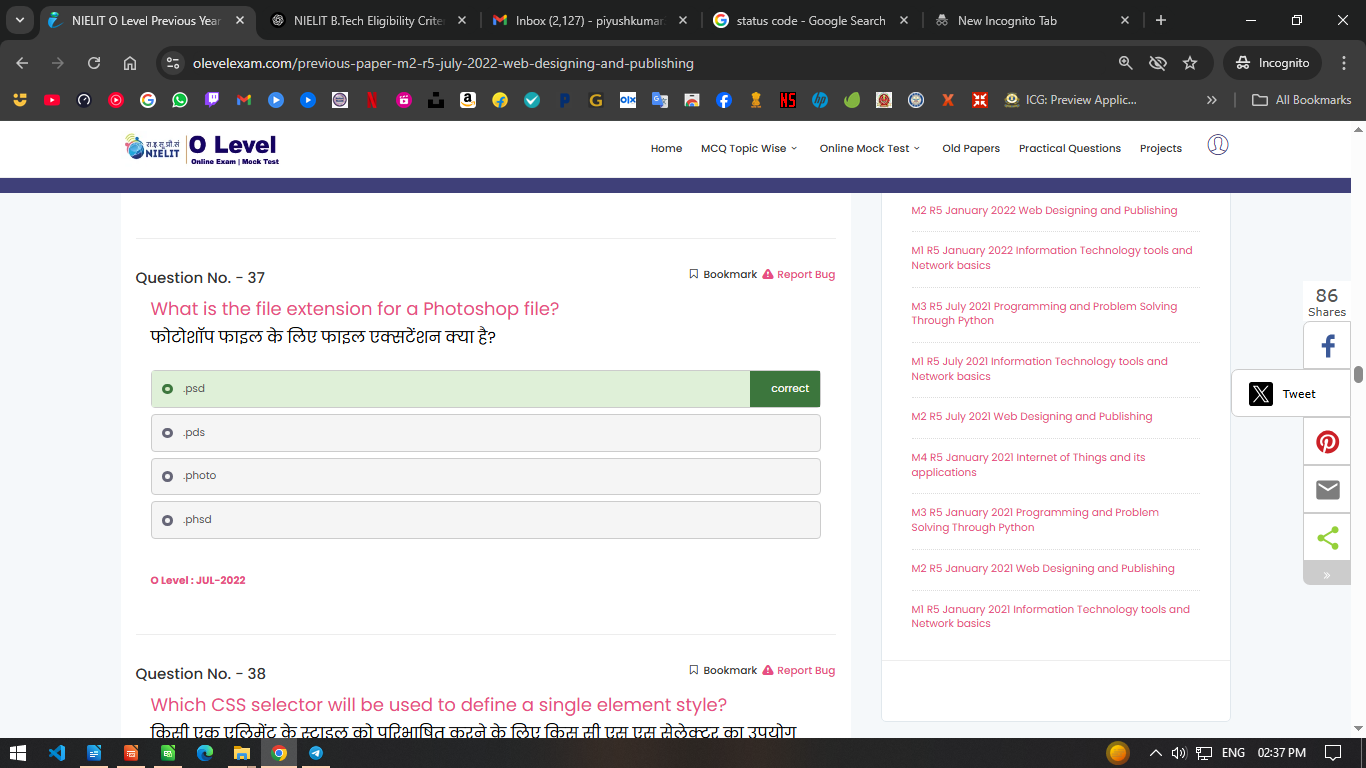 NIELIT O Level Previous Year
NIELIT B.Tech Eligibility Crite
Inbox (2,127) - piyushkumar
status code - Google Search
New Incognito Tab
olevelexam.com/previous-paper-m2-r5-july-2022-web-designing-and-publishing
Incognito
ICG: Preview Applic...
All Bookmarks
रा.इ.सू.प्रौ.सं
NIELIT
O Level
Online Exam | Mock Test
Home
MCQ Topic Wise
Online Mock Test
Old Papers
Practical Questions
Projects
Question No. - 37
Bookmark
Report Bug
What is the file extension for a Photoshop file?
फोटोशॉप फाइल के लिए फाइल एक्सटेंशन क्या है?
.psd
correct
.pds
.photo
.phsd
O Level : JUL-2022
Question No. - 38
Bookmark
Report Bug
Which CSS selector will be used to define a single element style?
किसी एक एलिमेंट के स्टाइल को परिभाषित करने के लिए किस सी एस एस सेलेक्टर का उपयोग
M2 R5 January 2022 Web Designing and Publishing
M1 R5 January 2022 Information Technology tools and
Network basics
M3 R5 July 2021 Programming and Problem Solving
Through Python
M1 R5 July 2021 Information Technology tools and
Network basics
M2 R5 July 2021 Web Designing and Publishing
M4 R5 January 2021 Internet of Things and its
applications
M3 R5 January 2021 Programming and Problem
Solving Through Python
M2 R5 January 2021 Web Designing and Publishing
M1 R5 January 2021 Information Technology tools and
Network basics
86
Shares
Tweet
ENG
02:37 PM